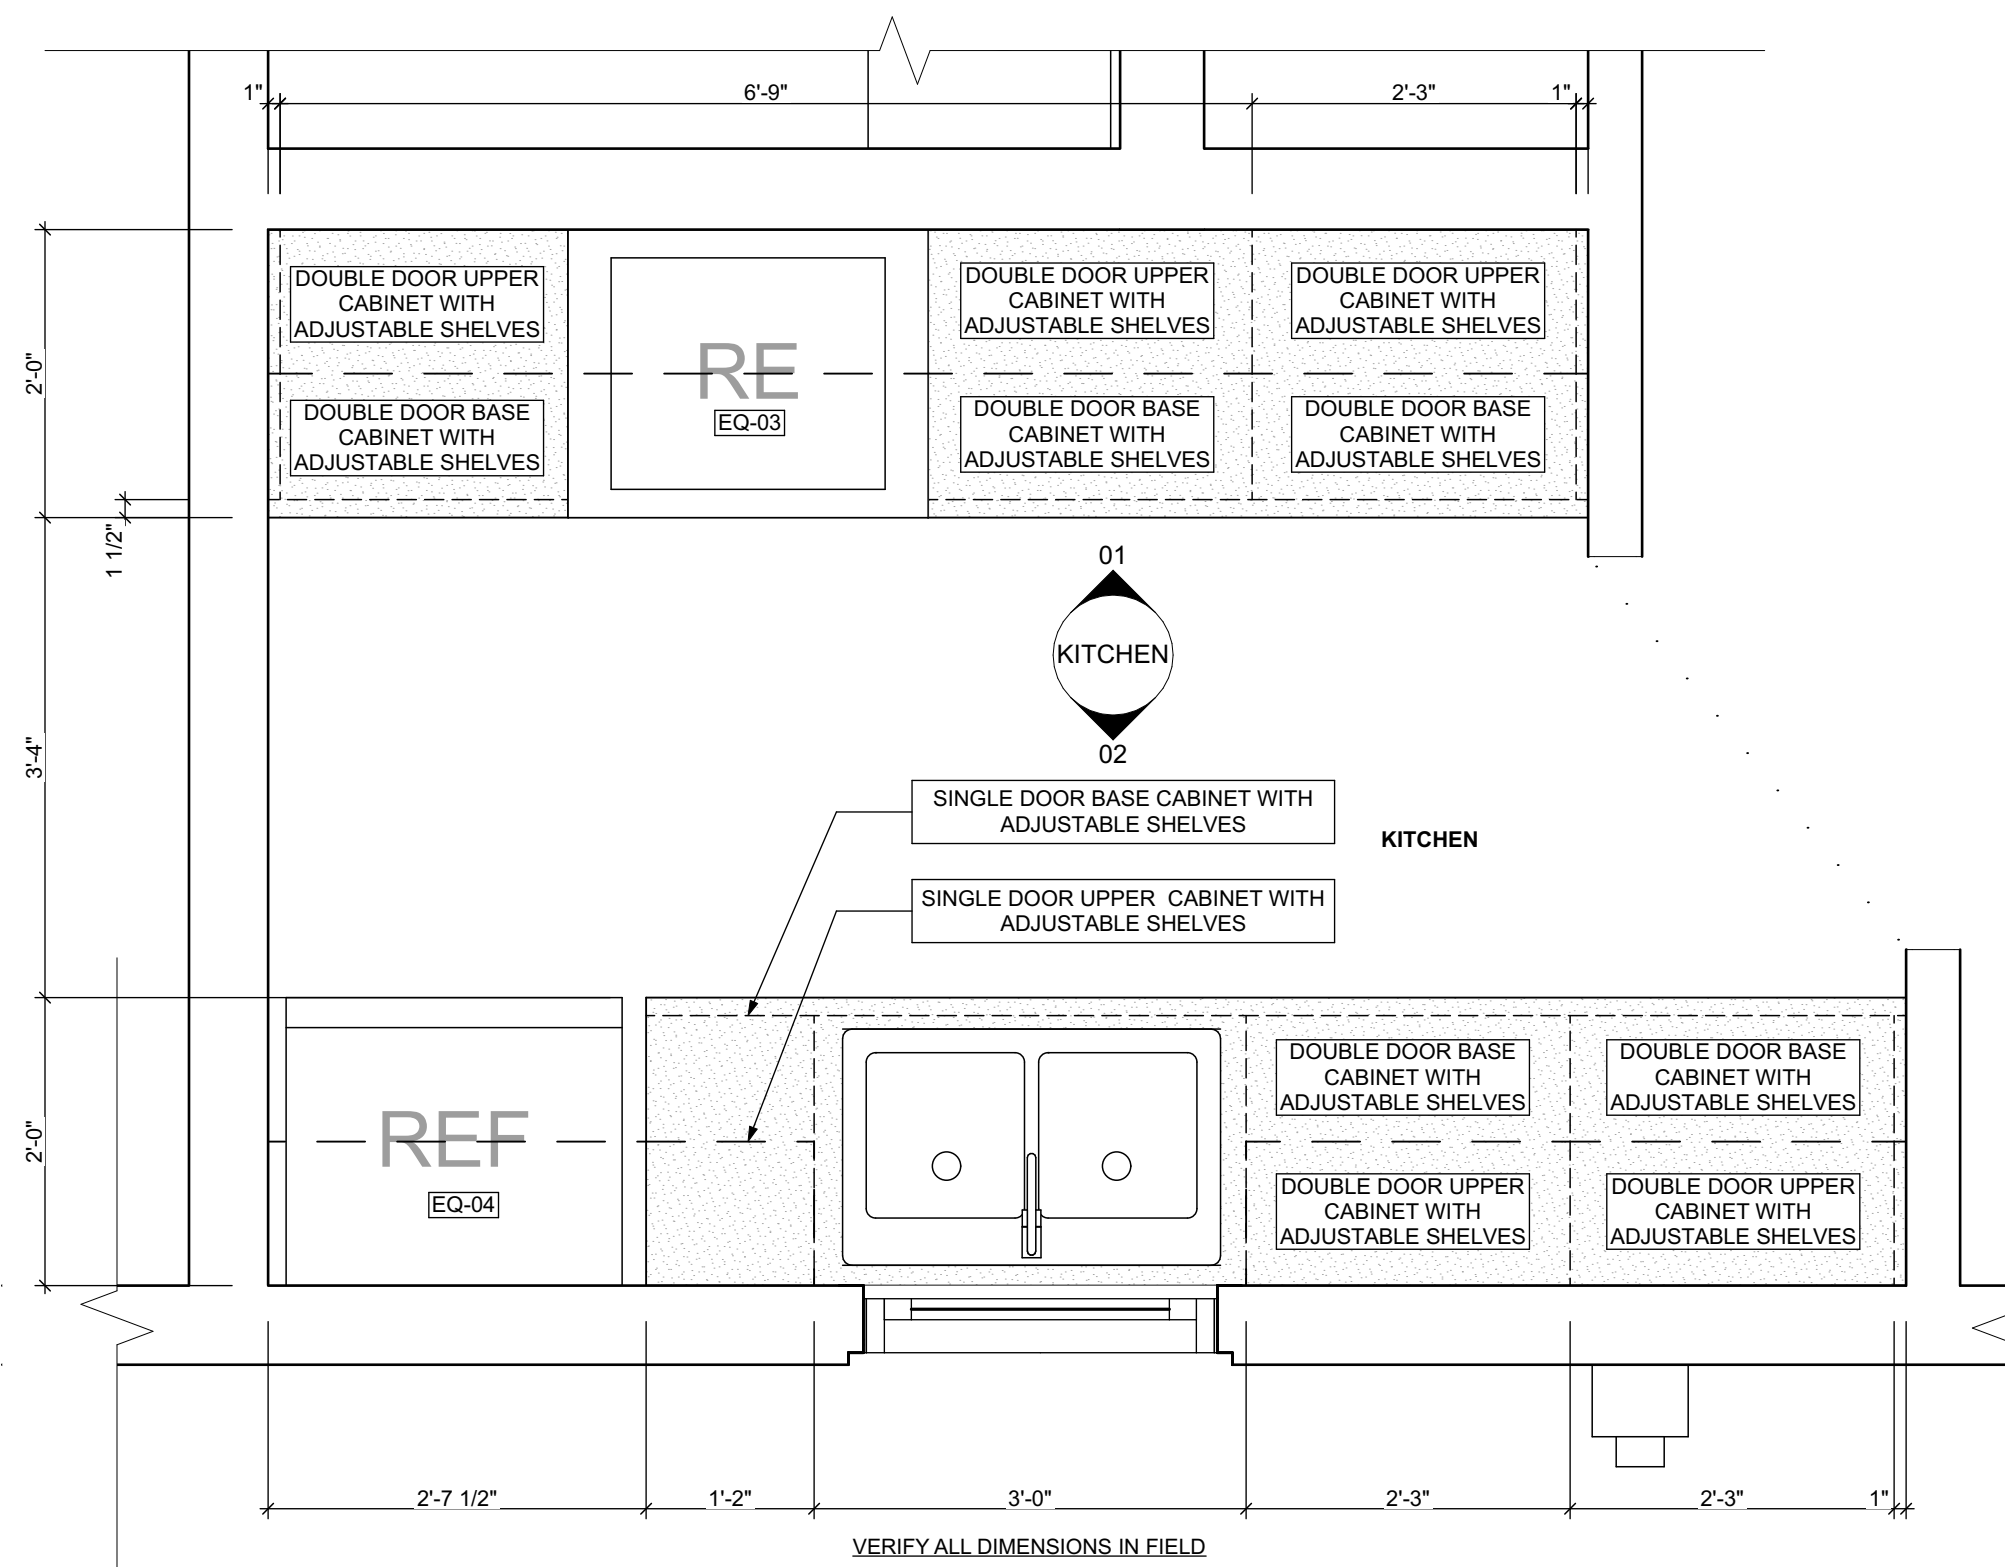 1" 6'-9" 2'-3" 1"
DOUBLE DOOR UPPER
CABINET WITH
ADJUSTABLE SHELVES
DOUBLE DOOR UPPER
CABINET WITH
ADJUSTABLE SHELVES
DOUBLE DOOR UPPER
CABINET WITH
ADJUSTABLE SHELVES
2'-0"
RE
EQ-03
DOUBLE DOOR BASE
CABINET WITH
ADJUSTABLE SHELVES
DOUBLE DOOR BASE
CABINET WITH
ADJUSTABLE SHELVES
DOUBLE DOOR BASE
CABINET WITH
ADJUSTABLE SHELVES
1 1/2"
01
KITCHEN
02
3'-4"
SINGLE DOOR BASE CABINET WITH
ADJUSTABLE SHELVES
KITCHEN
SINGLE DOOR UPPER CABINET WITH
ADJUSTABLE SHELVES
2'-0"
REF
EQ-04
DOUBLE DOOR BASE
CABINET WITH
ADJUSTABLE SHELVES
DOUBLE DOOR BASE
CABINET WITH
ADJUSTABLE SHELVES
DOUBLE DOOR UPPER
CABINET WITH
ADJUSTABLE SHELVES
DOUBLE DOOR UPPER
CABINET WITH
ADJUSTABLE SHELVES
2'-7 1/2" 1'-2" 3'-0" 2'-3" 2'-3" 1"
VERIFY ALL DIMENSIONS IN FIELD